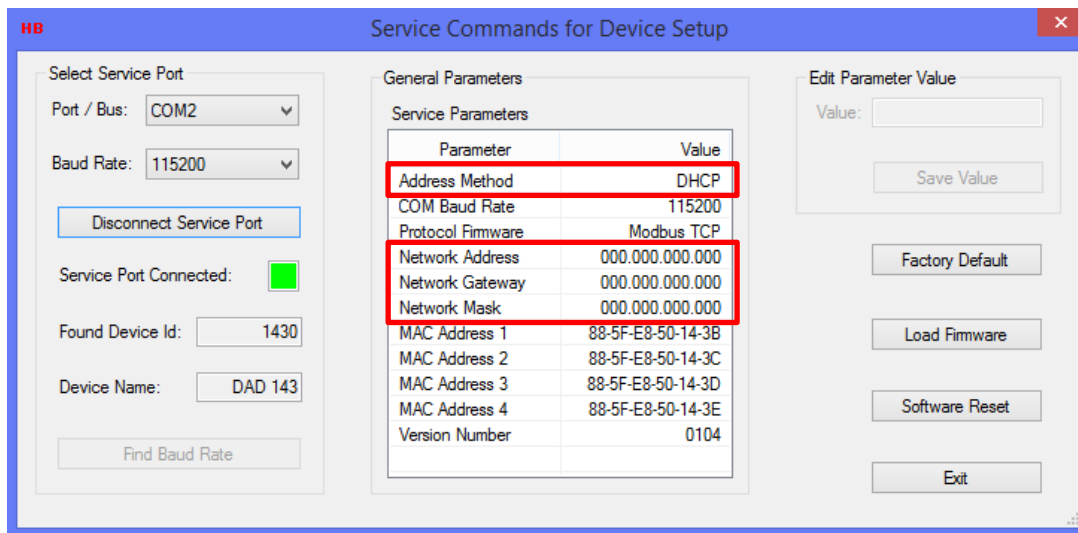 HB
Service Commands for Device Setup
Select Service Port
Port / Bus: COM2
Baud Rate: 115200
Disconnect Service Port
Service Port Connected:
Found Device Id: 1430
Device Name: DAD 143
Find Baud Rate
General Parameters
Service Parameters
Parameter Value
Address Method DHCP
COM Baud Rate 115200
Protocol Firmware Modbus TCP
Network Address 000.000.000.000
Network Gateway 000.000.000.000
Network Mask 000.000.000.000
MAC Address 1 88-5F-E8-50-14-3B
MAC Address 2 88-5F-E8-50-14-3C
MAC Address 3 88-5F-E8-50-14-3D
MAC Address 4 88-5F-E8-50-14-3E
Version Number 0104
Edit Parameter Value
Value:
Save Value
Factory Default
Load Firmware
Software Reset
Exit